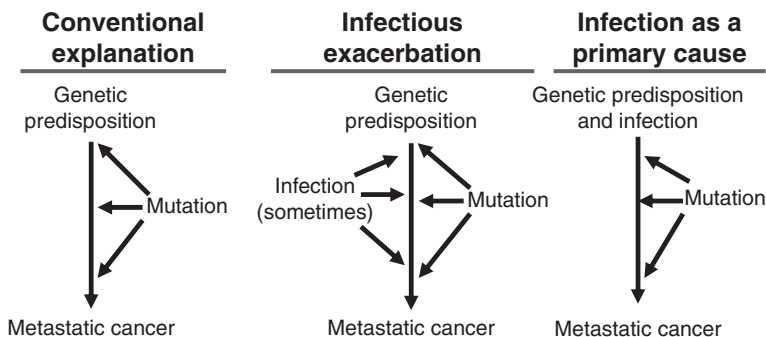 Conventional
explanation
Genetic
predisposition
Mutation
Metastatic cancer
Infectious
exacerbation
Genetic
predisposition
Infection
(sometimes)
Mutation
Metastatic cancer
Infection as a
primary cause
Genetic predisposition
and infection
Mutation
Metastatic cancer